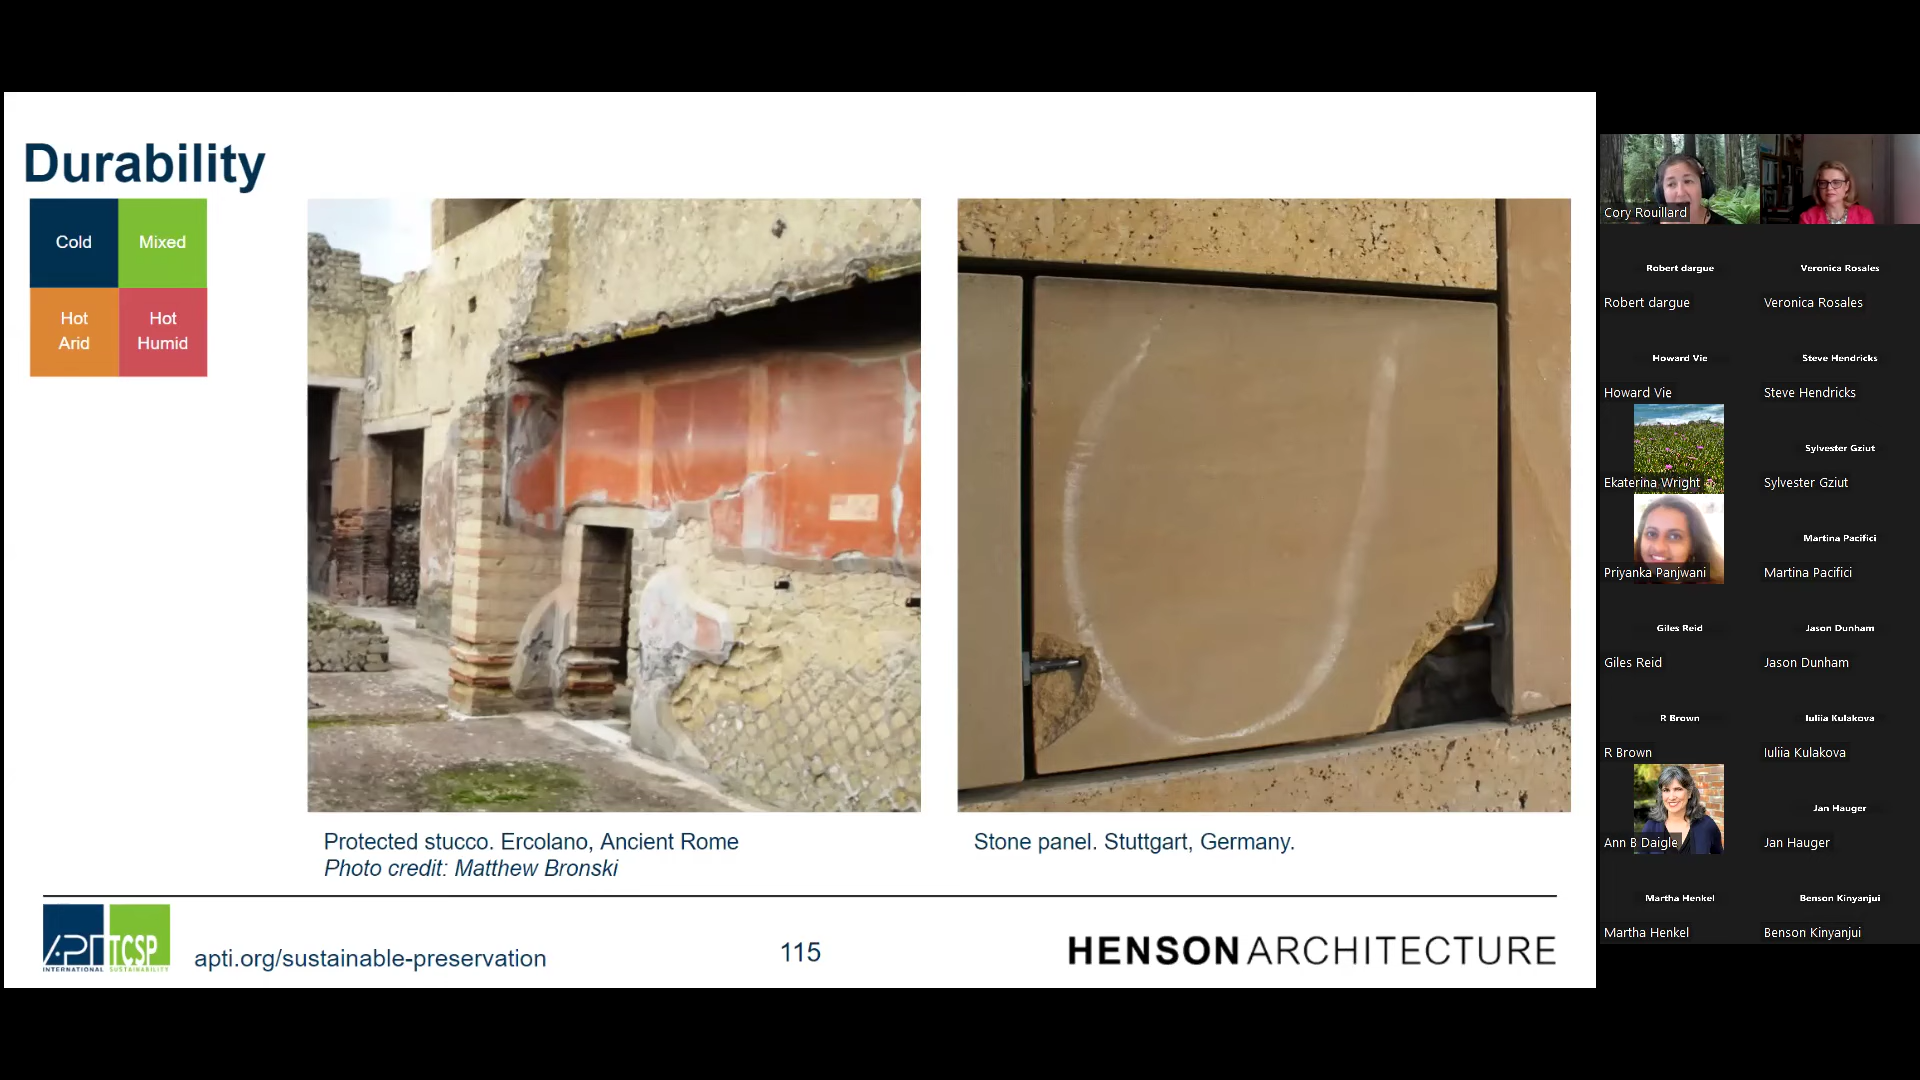 Durability
Cold
Mixed
Hot
Arid
Hot
Humid
Protected stucco. Ercolano, Ancient Rome
Photo credit: Matthew Bronski
Stone panel. Stuttgart, Germany.
APT TCSP
INTERNATIONAL SUSTAINABILITY
apti.org/sustainable-preservation
115
HENSON ARCHITECTURE
Cory Rouillard
Robert dargue
Robert dargue
Veronica Rosales
Veronica Rosales
Howard Vie
Howard Vie
Steve Hendricks
Steve Hendricks
Ekaterina Wright
Sylvester Gziut
Sylvester Gziut
Priyanka Panjwani
Martina Pacifici
Martina Pacifici
Giles Reid
Giles Reid
Jason Dunham
Jason Dunham
R Brown
R Brown
Iuliia Kulakova
Iuliia Kulakova
Ann B Daigle
Jan Hauger
Jan Hauger
Martha Henkel
Martha Henkel
Benson Kinyanjui
Benson Kinyanjui